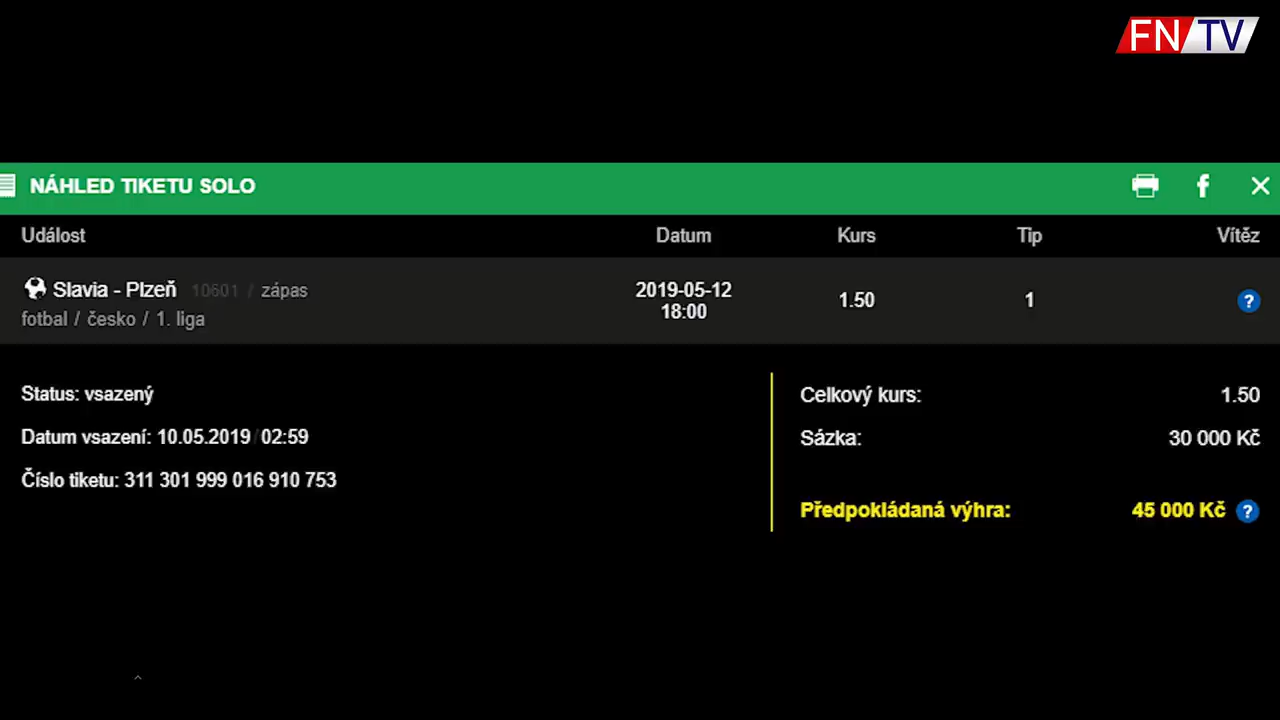 FN/TV
NÁHLED TIKETU SOLO
Událost Datum Kurs Tip Vítěz
Slavia - Plzeň 10601 / zápas 2019-05-12 18:00 1.50 1 ?
fotbal / česko / 1. liga
Status: vsazený
Datum vsazení: 10.05.2019 / 02:59
Číslo tiketu: 311 301 999 016 910 753
Celkový kurs: 1.50
Sázka: 30 000 Kč
Předpokládaná výhra: 45 000 Kč ?